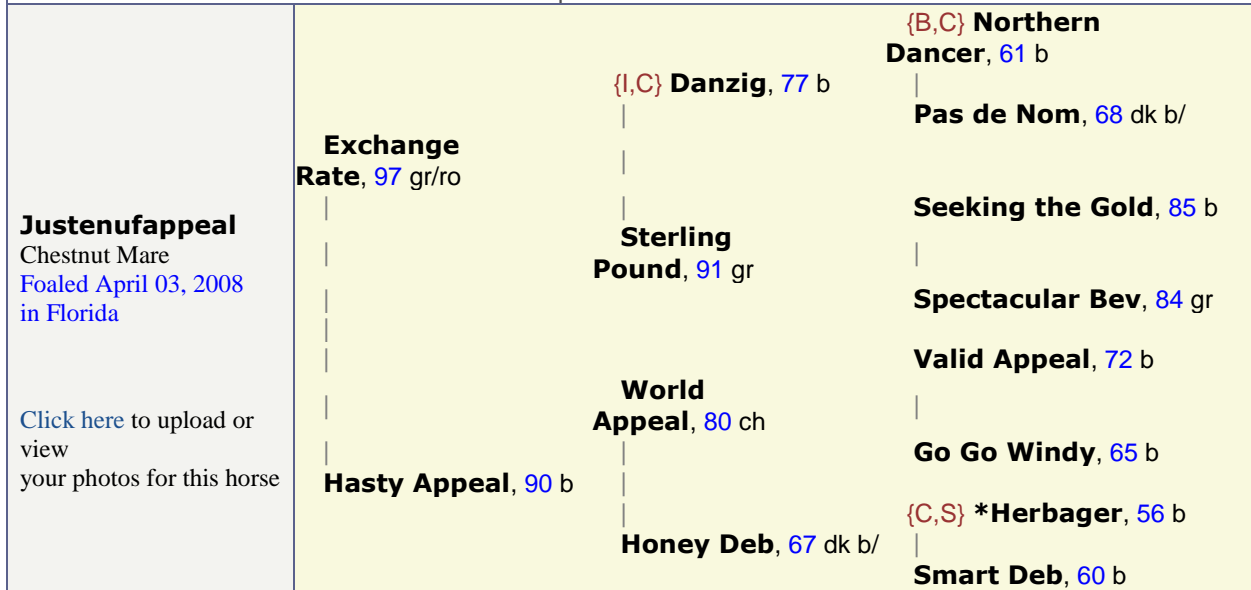 Justenufappeal
Chestnut Mare
Foaled April 03, 2008
in Florida
Click here to upload or
view
your photos for this horse
Exchange
Rate, 97 gr/ro
Hasty Appeal, 90 b
{I,C} Danzig, 77 b
Sterling
Pound, 91 gr
World
Appeal, 80 ch
Honey Deb, 67 dk b/
{B,C} Northern
Dancer, 61 b
Pas de Nom, 68 dk b/
Seeking the Gold, 85 b
Spectacular Bev, 84 gr
Valid Appeal, 72 b
Go Go Windy, 65 b
{C,S} *Herbager, 56 b
Smart Deb, 60 b